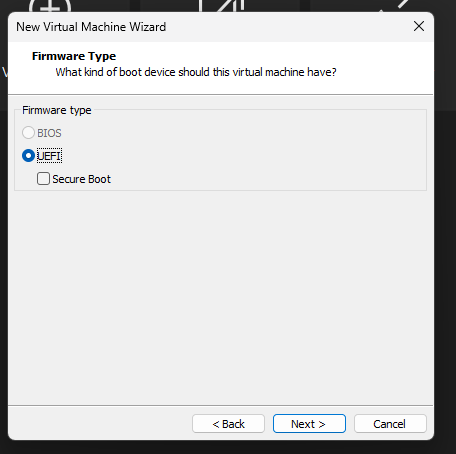 New Virtual Machine Wizard
Firmware Type
What kind of boot device should this virtual machine have?
Firmware type
BIOS
UEFI
Secure Boot
< Back
Next >
Cancel